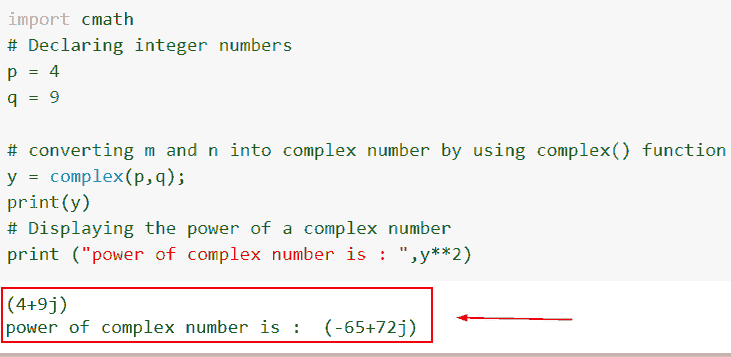 import cmath
# Declaring integer numbers
p = 4
q = 9
# converting m and n into complex number by using complex() function
y = complex(p,q);
print(y)
# Displaying the power of a complex number
print ("power of complex number is : ",y**2)
(4+9j)
power of complex number is :  (-65+72j)